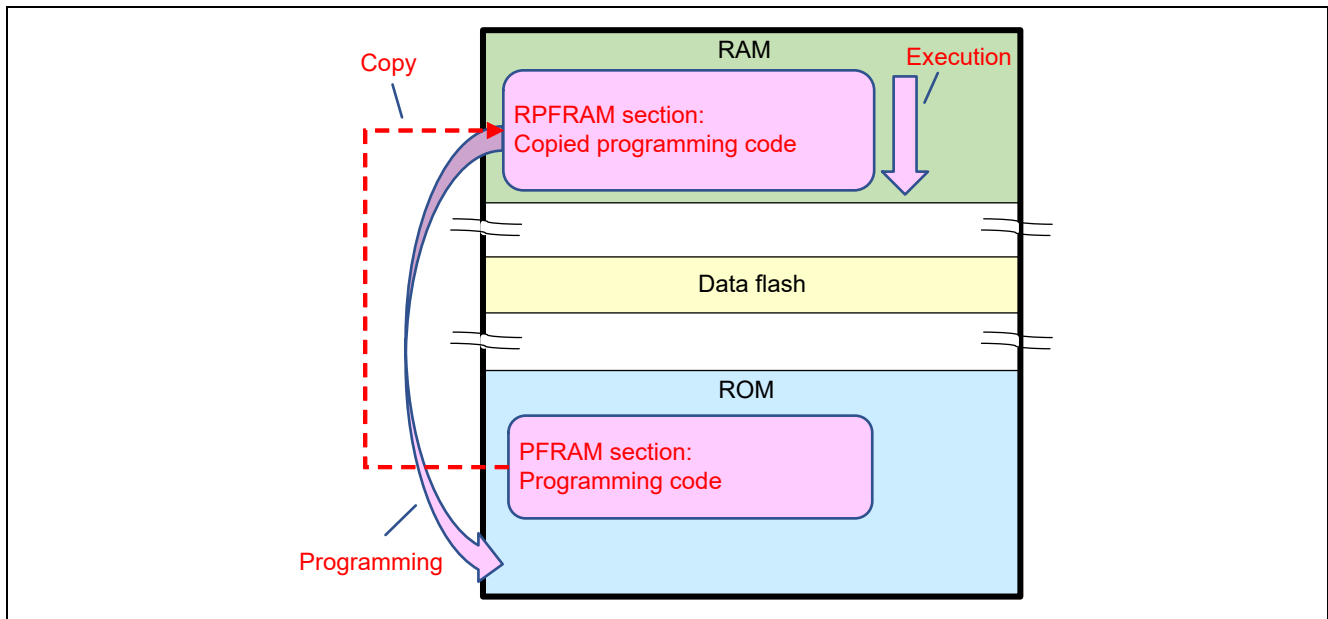 RAM
Copy
Execution
RPFRAM section:
Copied programming code
Data flash
ROM
PFRAM section:
Programming code
Programming